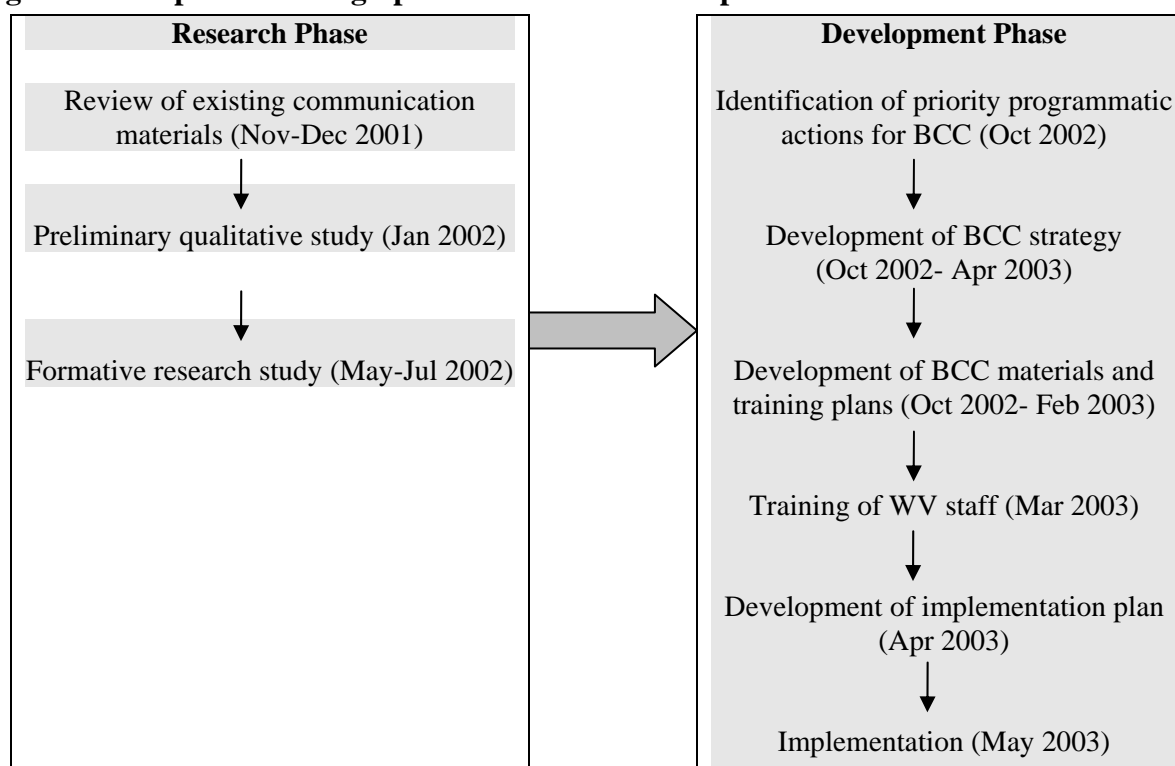 Research Phase
Review of existing communication
materials (Nov-Dec 2001)
Preliminary qualitative study (Jan 2002)
Formative research study (May-Jul 2002)
Development Phase
Identification of priority programmatic
actions for BCC (Oct 2002)
Development of BCC strategy
(Oct 2002- Apr 2003)
Development of BCC materials and
training plans (Oct 2002- Feb 2003)
Training of WV staff (Mar 2003)
Development of implementation plan
(Apr 2003)
Implementation (May 2003)